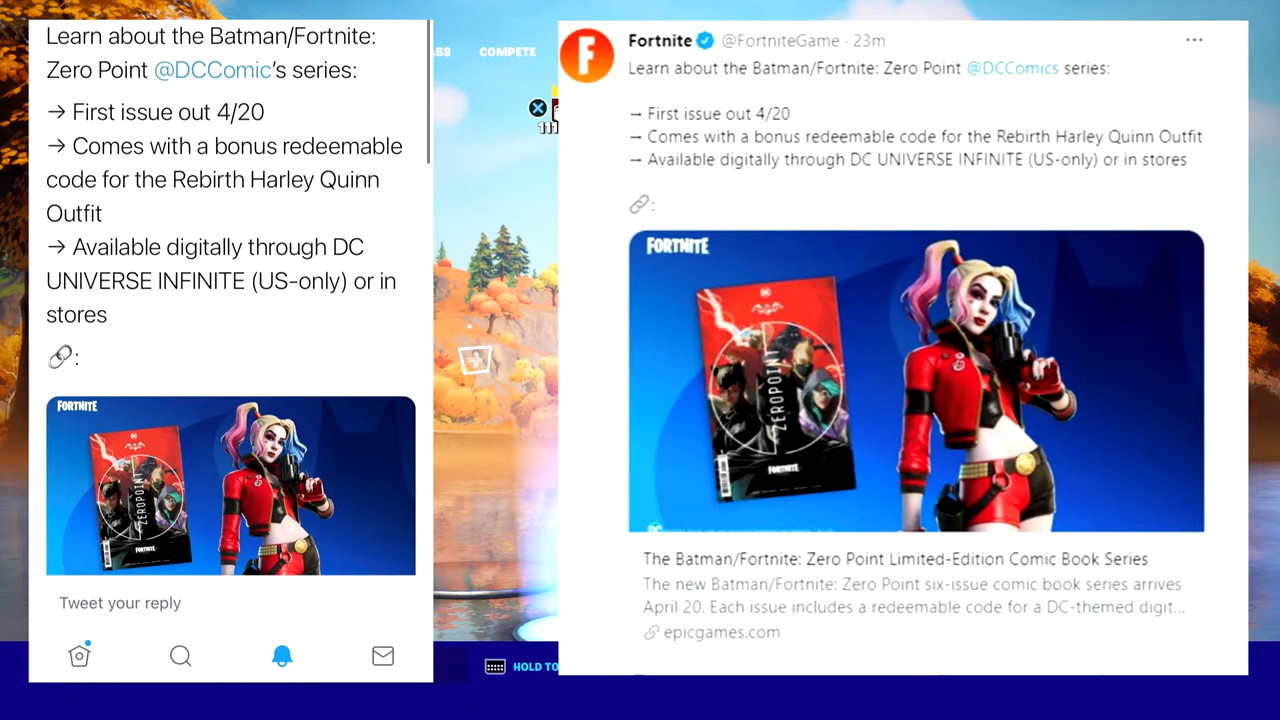 Learn about the Batman/Fortnite:
Zero Point @DCComic's series:
→ First issue out 4/20
→ Comes with a bonus redeemable
code for the Rebirth Harley Quinn
Outfit
→ Available digitally through DC
UNIVERSE INFINITE (US-only) or in
stores
:
FORTNITE
ZEROPOINT
FORTNITE
Tweet your reply
ASS COMPETE
111
HOLD TO
Fortnite @FortniteGame · 23m
Learn about the Batman/Fortnite: Zero Point @DCComics series:
→ First issue out 4/20
→ Comes with a bonus redeemable code for the Rebirth Harley Quinn Outfit
→ Available digitally through DC UNIVERSE INFINITE (US-only) or in stores
:
FORTNITE
DC
ZEROPOINT
FORTNITE
The Batman/Fortnite: Zero Point Limited-Edition Comic Book Series
The new Batman/Fortnite: Zero Point six-issue comic book series arrives
April 20. Each issue includes a redeemable code for a DC-themed digit...
epicgames.com